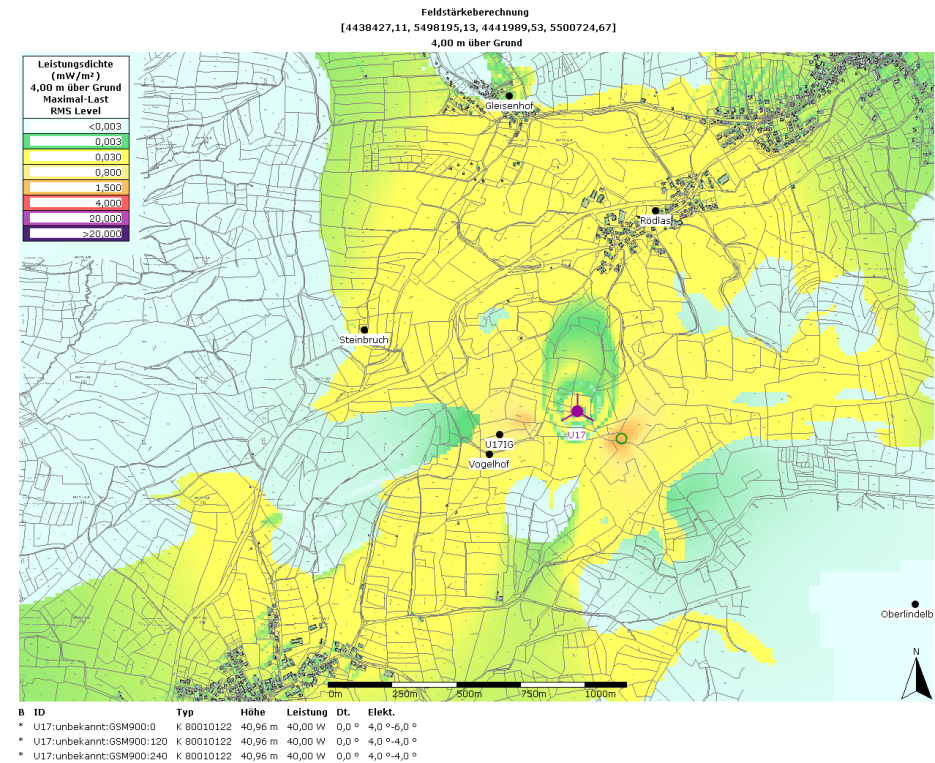 Feldstärkeberechnung
[4438427,11, 5498195,13, 4441989,53, 5500724,67]
4,00 m über Grund
Leistungsdichte
(mW/m²)
4,00 m über Grund
Maximal-Last
RMS Level
<0,003
0,003
0,030
0,800
1,500
4,000
20,000
>20,000
Gleisenhof
Rödlas
Steinbruch
U17
U17IG
Vogelhof
Oberlindelb
N
0m 250m 500m 750m 1000m
B ID Typ Höhe Leistung Dt. Elekt.
* U17:unbekannt:GSM900:0 K 80010122 40,96 m 40,00 W 0,0 ° 4,0 °-6,0 °
* U17:unbekannt:GSM900:120 K 80010122 40,96 m 40,00 W 0,0 ° 4,0 °-4,0 °
* U17:unbekannt:GSM900:240 K 80010122 40,96 m 40,00 W 0,0 ° 4,0 °-4,0 °